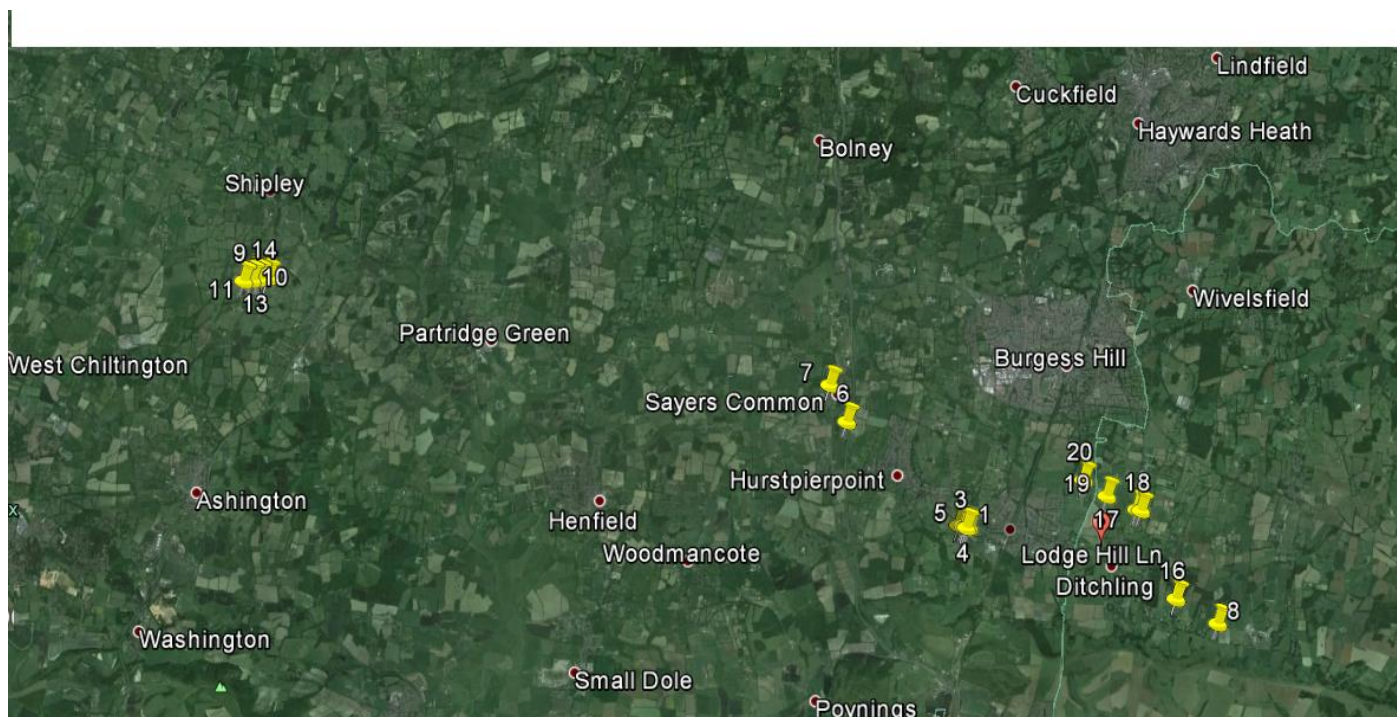 Lindfield
Cuckfield
Haywards Heath
Bolney
Shipley
9 14
10
11
13
Wivelsfield
Partridge Green
Burgess Hill
West Chiltington
7
6
Sayers Common
20
Hurstpierpoint
19 18
Ashington
3
5 1
17
Henfield
4
Woodmancote
Lodge Hill Ln
Ditchling
16
8
Washington
Small Dole
Poynings
x